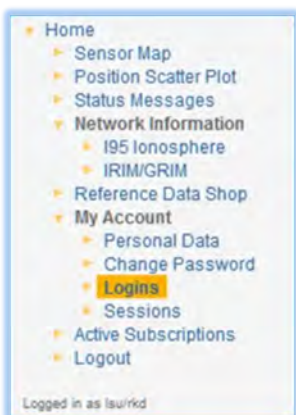 Home
Sensor Map
Position Scatter Plot
Status Messages
Network Information
I95 Ionosphere
IRIM/GRIM
Reference Data Shop
My Account
Personal Data
Change Password
Logins
Sessions
Active Subscriptions
Logout
Logged in as lsu/rkd